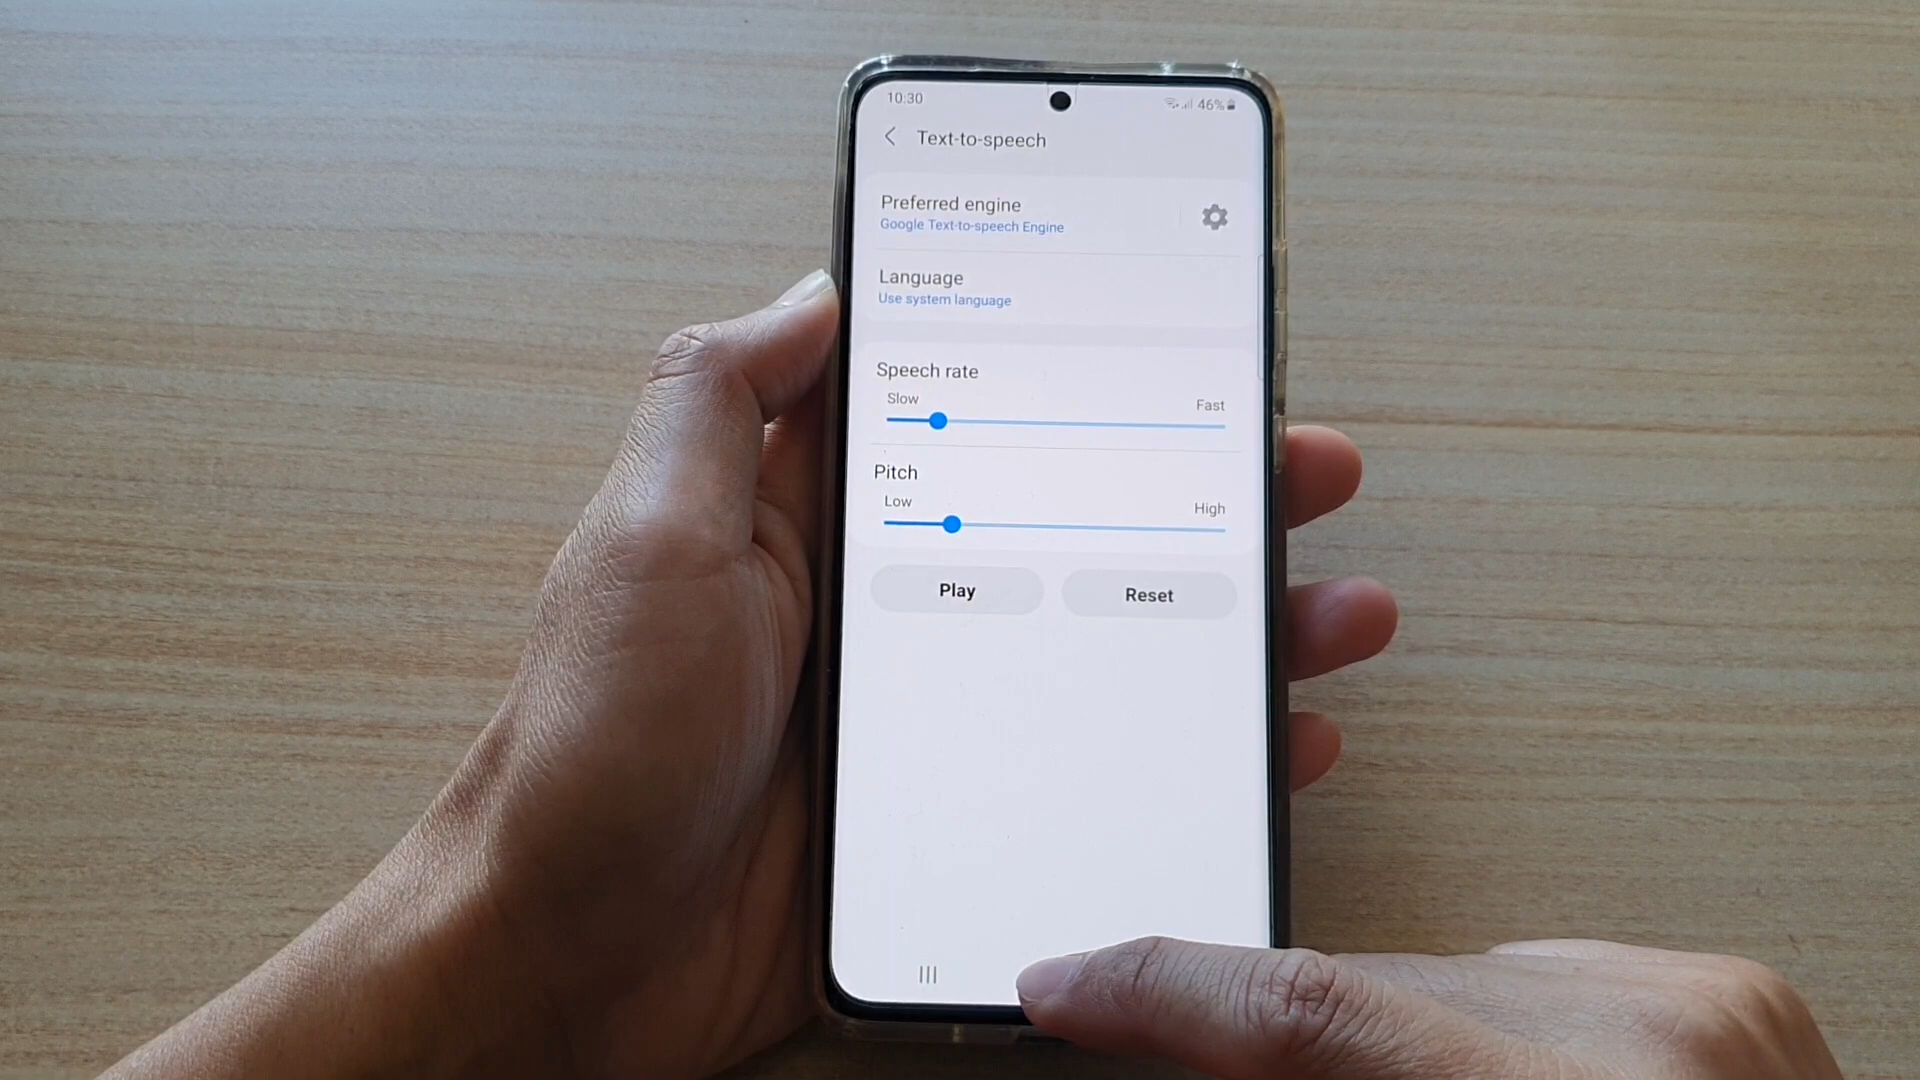 10:30 46%
Text-to-speech
Preferred engine
Google Text-to-speech Engine
Language
Use system language
Speech rate
Slow Fast
Pitch
Low High
Play Reset